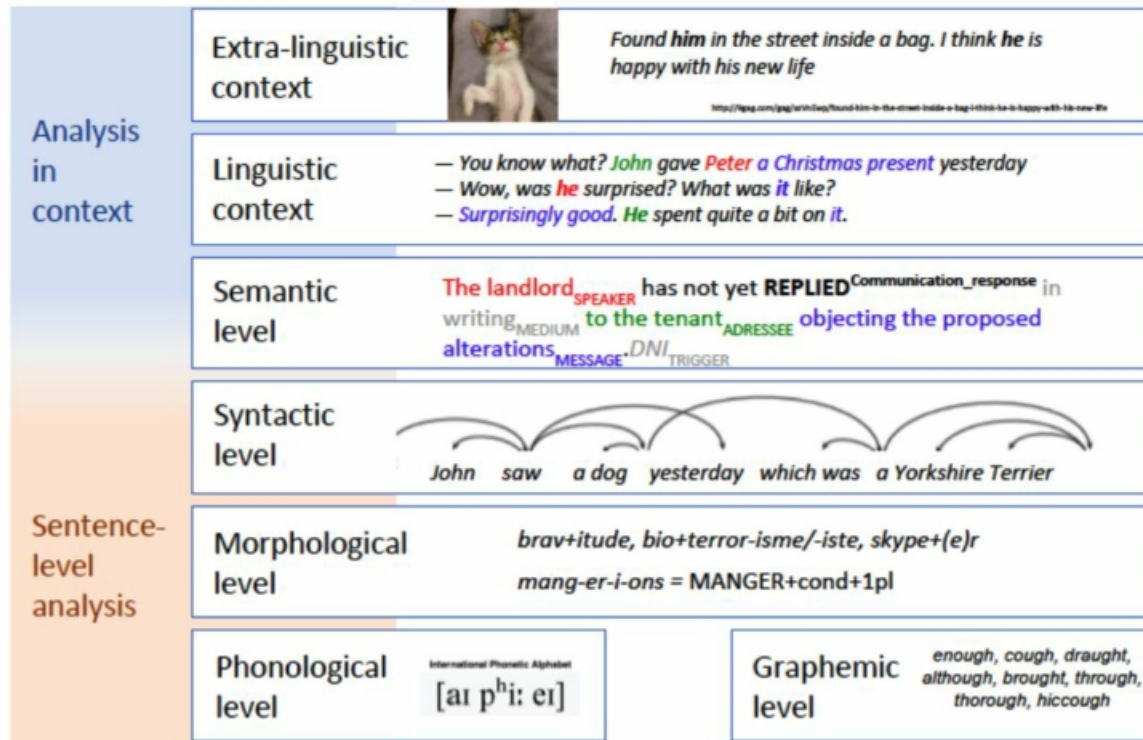 Analysis
in
context
Sentence-
level
analysis
Extra-linguistic
context
Found him in the street inside a bag. I think he is
happy with his new life
Linguistic
context
— You know what? John gave Peter a Christmas present yesterday
— Wow, was he surprised? What was it like?
— Surprisingly good. He spent quite a bit on it.
Semantic
level
The landlordSPEAKER has not yet REPLIEDCommunication_response in
writingMEDIUM to the tenantADRESSEE objecting the proposed
alterationsMESSAGE.DNITRIGGER
Syntactic
level
John saw a dog yesterday which was a Yorkshire Terrier
Morphological
level
brav+itude, bio+terror-isme/-iste, skype+(e)r
mang-er-i-ons = MANGER+cond+1pl
Phonological
level
International Phonetic Alphabet
[aɪ pʰiː eɪ]
Graphemic
level
enough, cough, draught,
although, brought, through,
thorough, hiccough